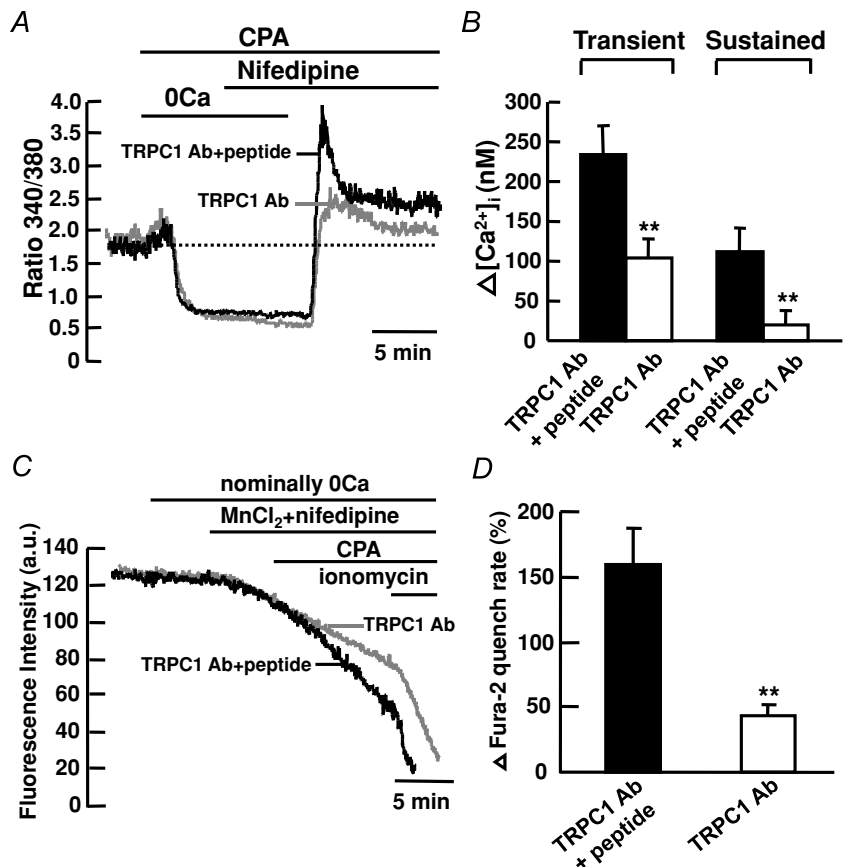 A
CPA
Nifedipine
0Ca
4.0
3.5
3.0
2.5
2.0
1.5
1.0
0.5
0
Ratio 340/380
TRPC1 Ab+peptide
TRPC1 Ab
5 min
B
Transient
Sustained
300
250
200
150
100
50
0
△[Ca²⁺]i (nM)
**
**
TRPC1 Ab
+ peptide
TRPC1 Ab
TRPC1 Ab
+ peptide
TRPC1 Ab
C
nominally 0Ca
MnCl₂+nifedipine
CPA
ionomycin
140
120
100
80
60
40
20
0
Fluorescence Intensity (a.u.)
TRPC1 Ab
TRPC1 Ab+peptide
5 min
D
200
150
100
50
0
△ Fura-2 quench rate (%)
**
TRPC1 Ab
+ peptide
TRPC1 Ab